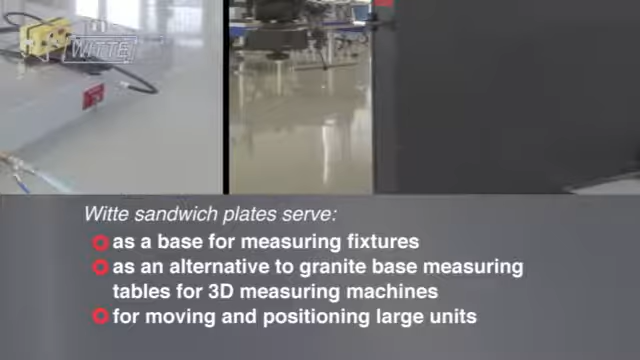 WITTE
Witte sandwich plates serve:
as a base for measuring fixtures
as an alternative to granite base measuring
tables for 3D measuring machines
for moving and positioning large units